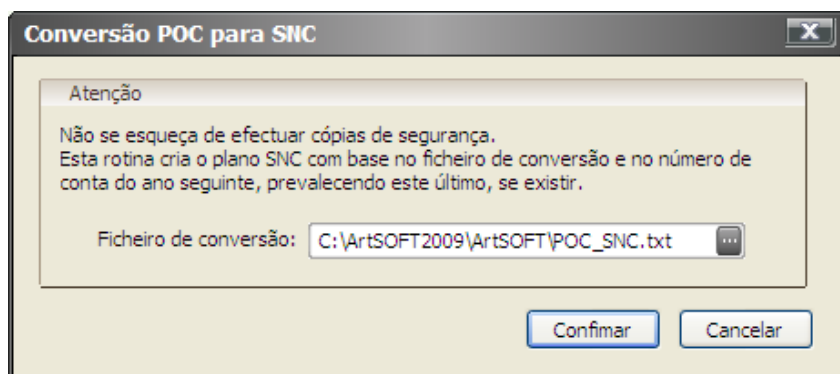 Conversão POC para SNC
Atenção
Não se esqueça de efectuar cópias de segurança.
Esta rotina cria o plano SNC com base no ficheiro de conversão e no número de
conta do ano seguinte, prevalecendo este último, se existir.
Ficheiro de conversão: C:\ArtSOFT2009\ArtSOFT\POC_SNC.txt ...
Confimar Cancelar